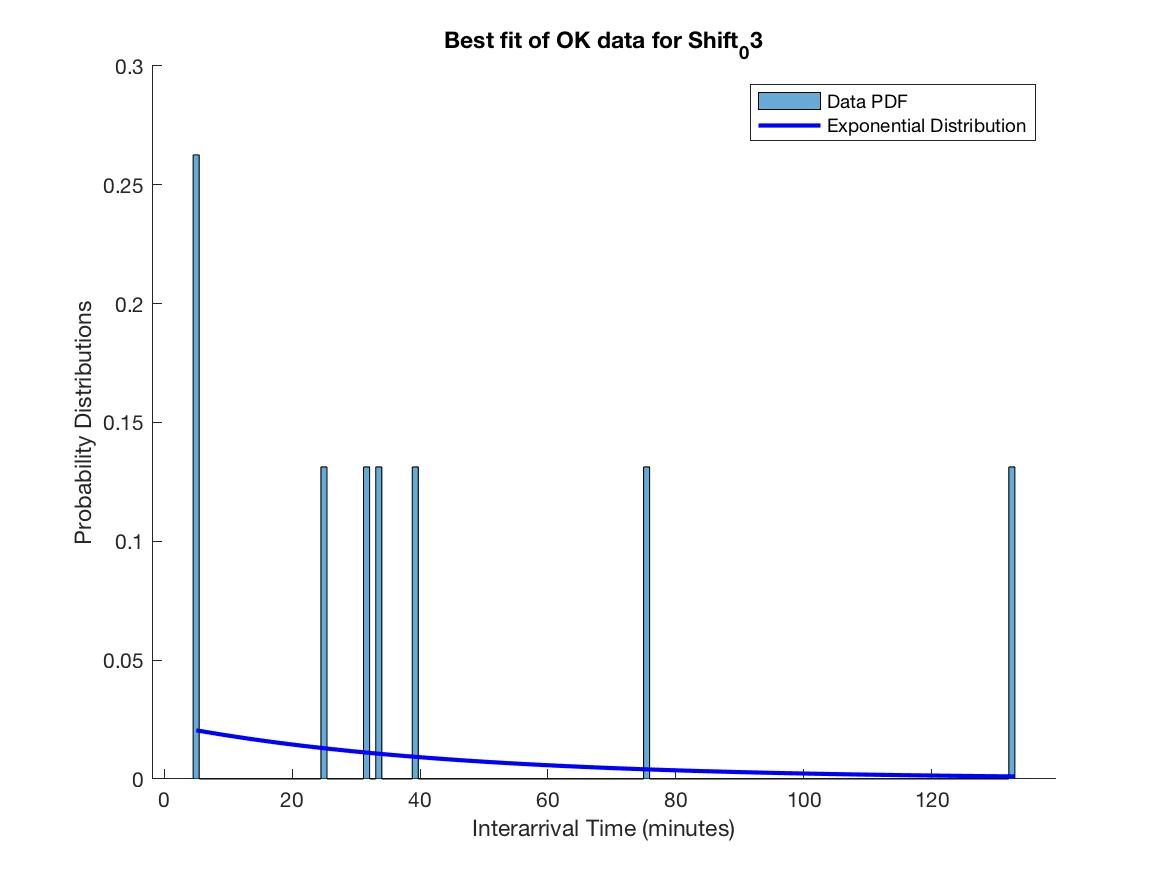 Best fit of OK data for Shift₀3
Data PDF
Exponential Distribution
0.3
0.25
0.2
0.15
0.1
0.05
0
Probability Distributions
0 20 40 60 80 100 120
Interarrival Time (minutes)